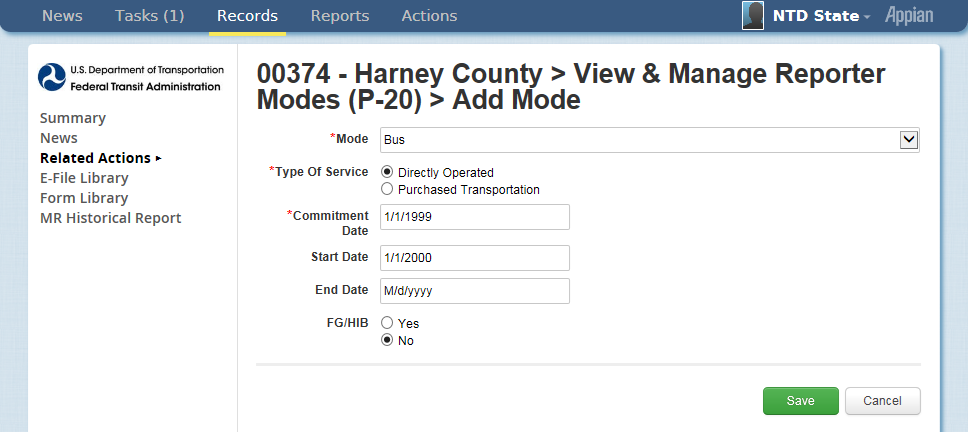 News Tasks (1) Records Reports Actions NTD State Appian
U.S. Department of Transportation
Federal Transit Administration
Summary
News
Related Actions
E-File Library
Form Library
MR Historical Report
00374 - Harney County > View & Manage Reporter
Modes (P-20) > Add Mode
*Mode Bus
*Type Of Service Directly Operated
Purchased Transportation
*Commitment
Date 1/1/1999
Start Date 1/1/2000
End Date M/d/yyyy
FG/HIB Yes
No
Save Cancel